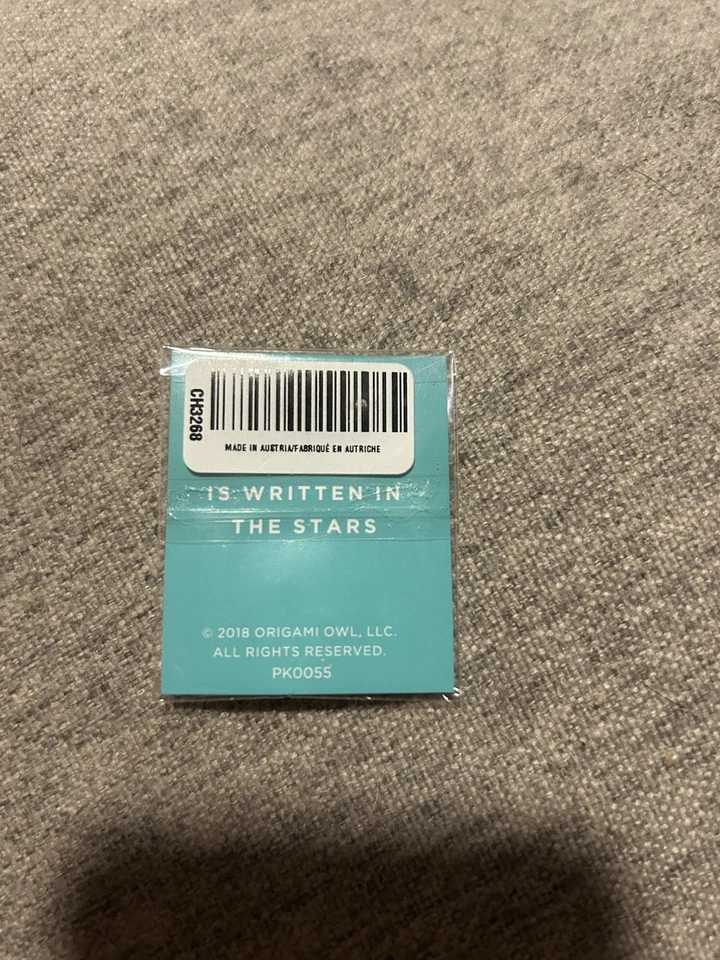 CH3268
MADE IN AUSTRIA/FABRIQUÉ EN AUTRICHE
IS WRITTEN IN
THE STARS
© 2018 ORIGAMI OWL, LLC.
ALL RIGHTS RESERVED.
PK0055